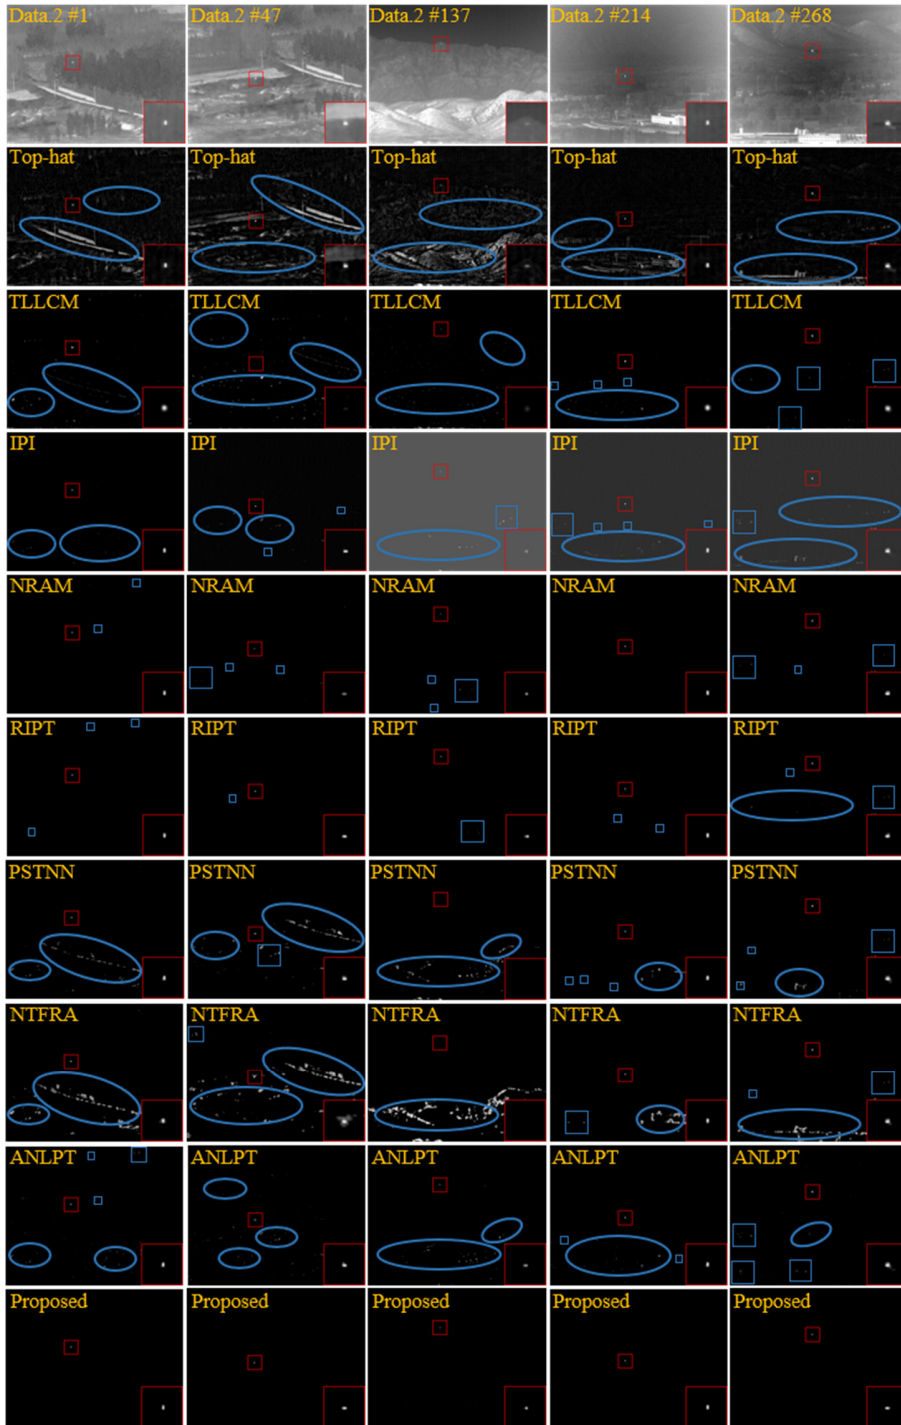 Data.2 #1 Data.2 #47 Data.2 #137 Data.2 #214 Data.2 #268
Top-hat Top-hat Top-hat Top-hat Top-hat
TLLCM TLLCM TLLCM TLLCM TLLCM
IPI IPI IPI IPI IPI
NRAM NRAM NRAM NRAM NRAM
RIPT RIPT RIPT RIPT RIPT
PSTNN PSTNN PSTNN PSTNN PSTNN
NTFRA NTFRA NTFRA NTFRA NTFRA
ANLPT ANLPT ANLPT ANLPT ANLPT
Proposed Proposed Proposed Proposed Proposed